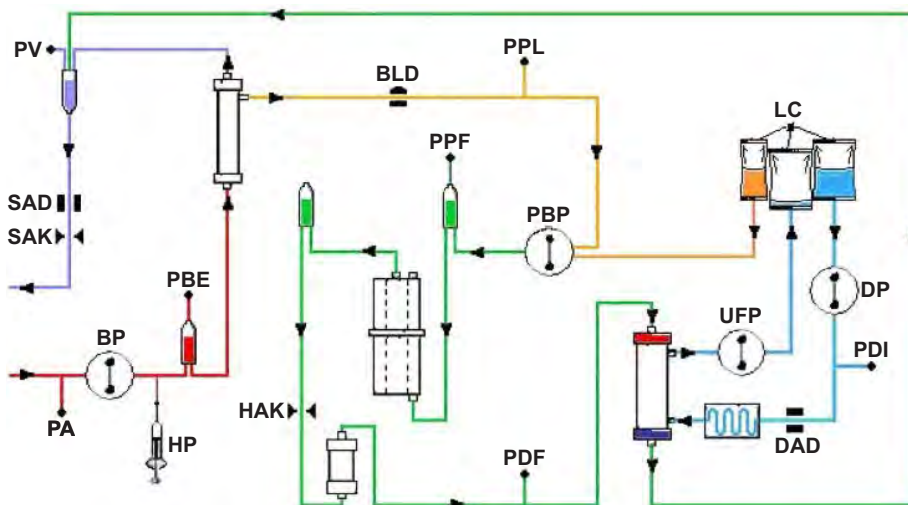 PV
PPL
BLD
LC
PPF
SAD
SAK
PBP
PBE
DP
UFP
BP
PDI
PA
HAK
HP
DAD
PDF